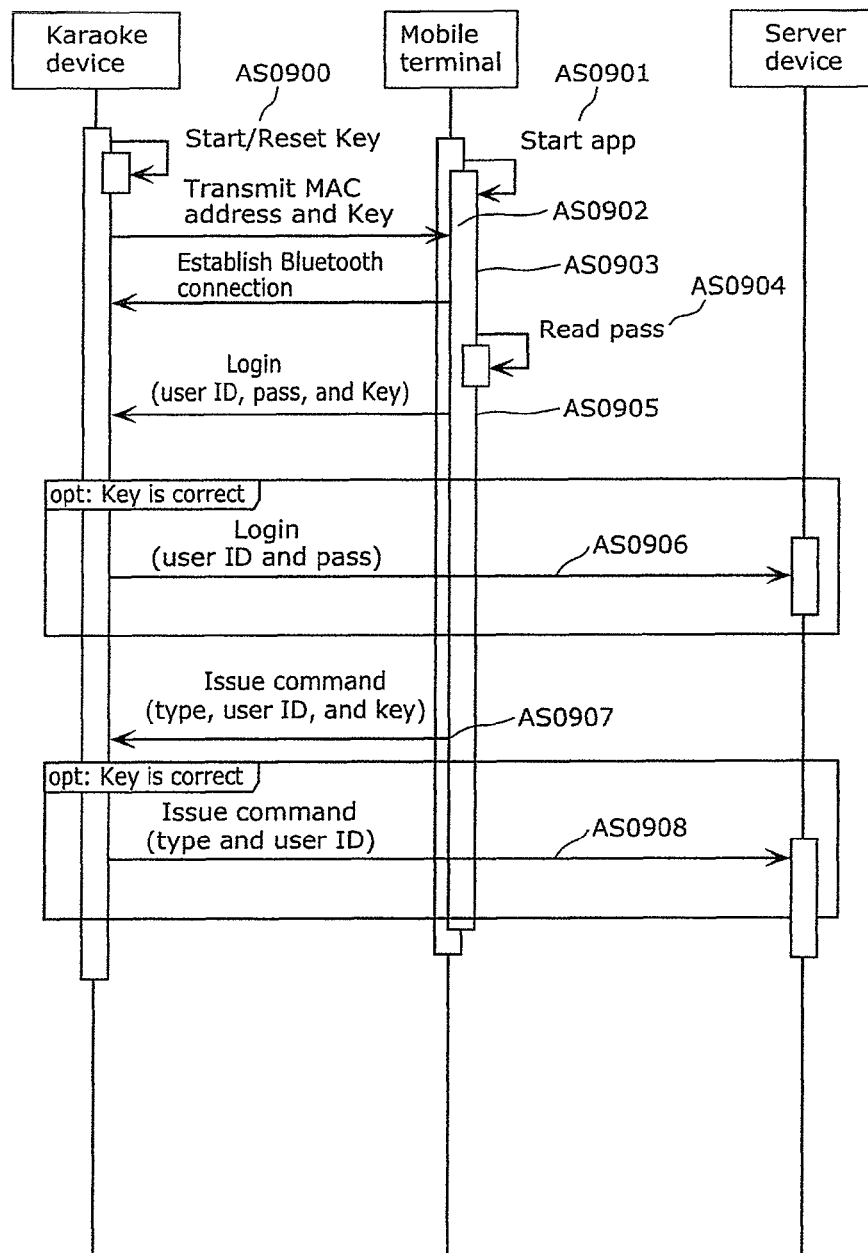 Karaoke
device
Mobile
terminal
Server
device
AS0900
AS0901
Start/Reset Key
Start app
Transmit MAC
address and Key
AS0902
Establish Bluetooth
connection
AS0903
AS0904
Read pass
Login
(user ID, pass, and Key)
AS0905
opt: Key is correct
Login
(user ID and pass)
AS0906
Issue command
(type, user ID, and key)
AS0907
opt: Key is correct
Issue command
(type and user ID)
AS0908